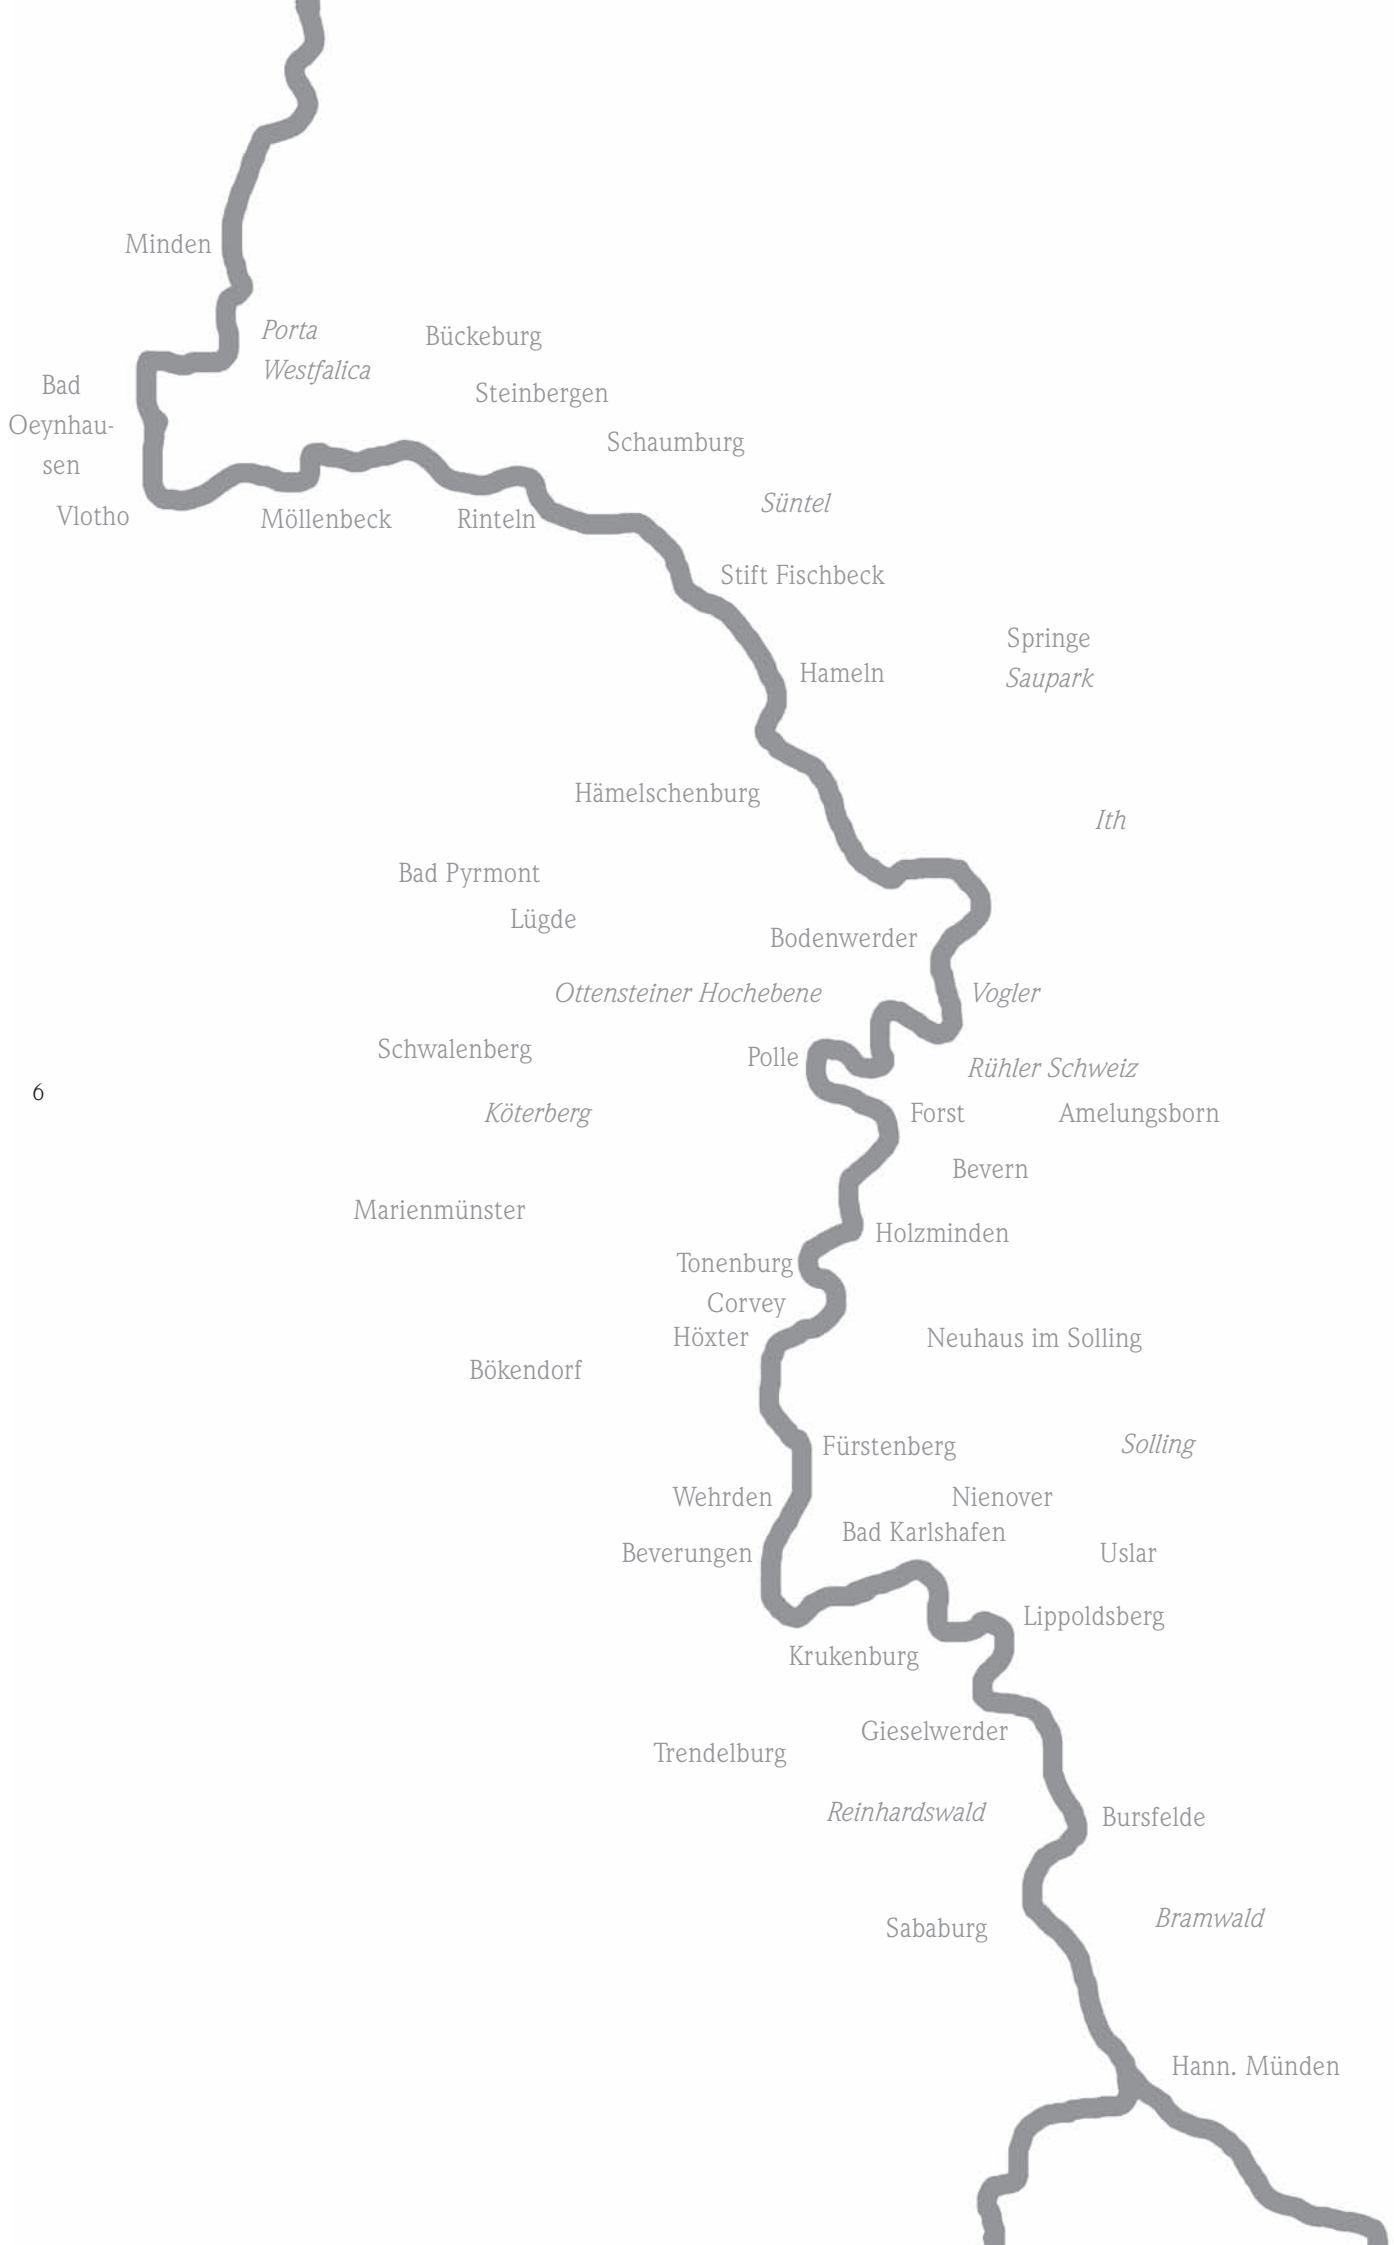 Minden
Porta
Westfalica
Bückeburg
Bad
Oeynhau-
sen
Steinbergen
Schaumburg
Süntel
Vlotho
Möllenbeck
Rinteln
Stift Fischbeck
Springe
Saupark
Hameln
Hämelschenburg
Ith
Bad Pyrmont
Lügde
Bodenwerder
Ottensteiner Hochebene
Vogler
Schwalenberg
Polle
Rühler Schweiz
6
Köterberg
Forst
Amelungsborn
Bevern
Marienmünster
Holzminden
Tonenburg
Corvey
Höxter
Neuhaus im Solling
Bökendorf
Fürstenberg
Solling
Wehrden
Nienover
Bad Karlshafen
Beverungen
Uslar
Lippoldsberg
Krukenburg
Gieselwerder
Trendelburg
Reinhardswald
Bursfelde
Sababurg
Bramwald
Hann. Münden